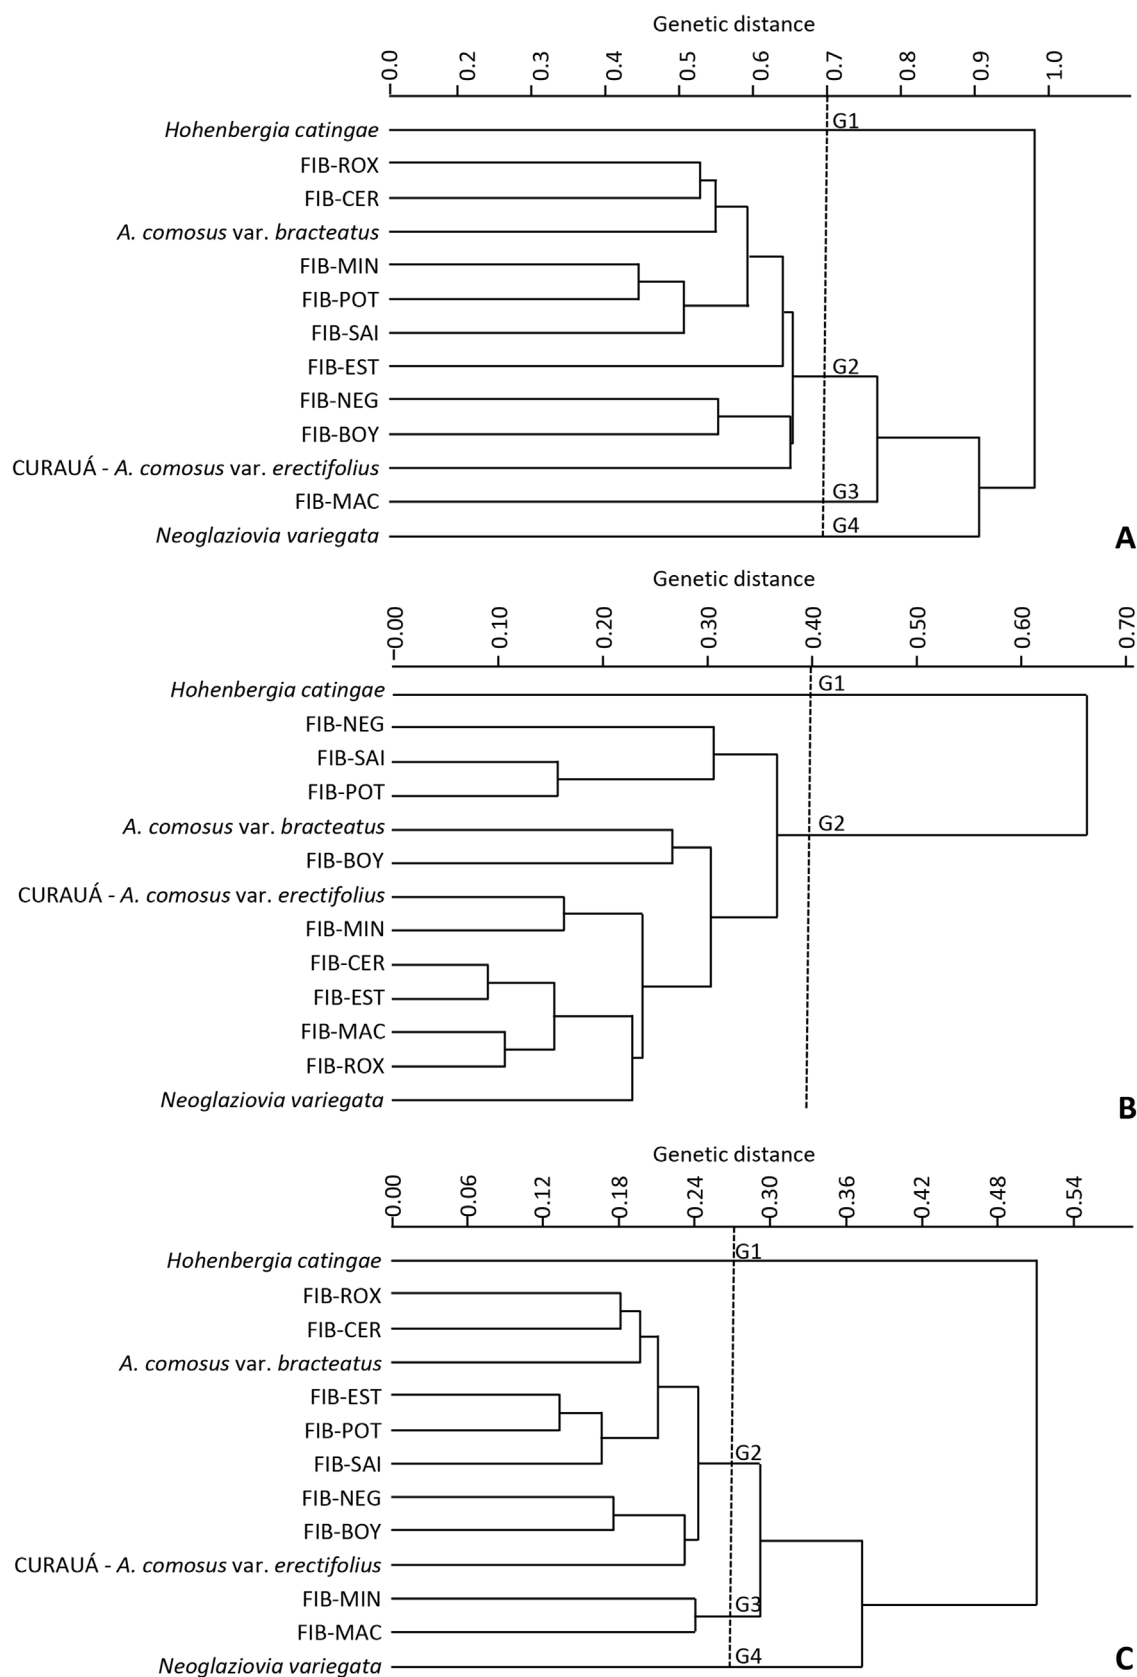 Genetic distance
0.0 0.2 0.3 0.4 0.5 0.6 0.7 0.8 0.9 1.0
Hohenbergia catingae G1
FIB-ROX
FIB-CER
A. comosus var. bracteatus
FIB-MIN
FIB-POT
FIB-SAI
FIB-EST G2
FIB-NEG
FIB-BOY
CURAUÁ - A. comosus var. erectifolius
FIB-MAC G3
Neoglaziovia variegata G4
A
Genetic distance
0.00 0.10 0.20 0.30 0.40 0.50 0.60 0.70
Hohenbergia catingae G1
FIB-NEG
FIB-SAI
FIB-POT
A. comosus var. bracteatus G2
FIB-BOY
CURAUÁ - A. comosus var. erectifolius
FIB-MIN
FIB-CER
FIB-EST
FIB-MAC
FIB-ROX
Neoglaziovia variegata
B
Genetic distance
0.00 0.06 0.12 0.18 0.24 0.30 0.36 0.42 0.48 0.54
Hohenbergia catingae G1
FIB-ROX
FIB-CER
A. comosus var. bracteatus
FIB-EST
FIB-POT
FIB-SAI G2
FIB-NEG
FIB-BOY
CURAUÁ - A. comosus var. erectifolius
FIB-MIN G3
FIB-MAC
Neoglaziovia variegata G4
C